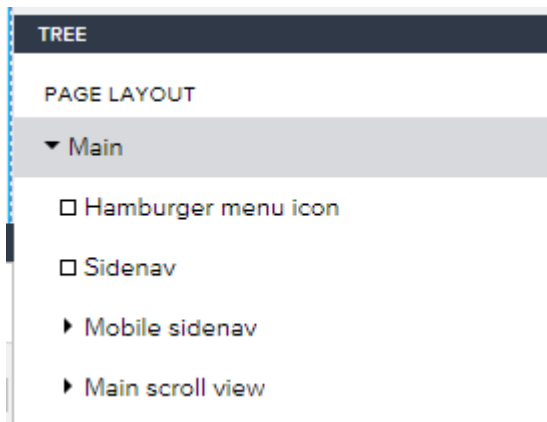 TREE
PAGE LAYOUT
Main
Hamburger menu icon
Sidenav
Mobile sidenav
Main scroll view